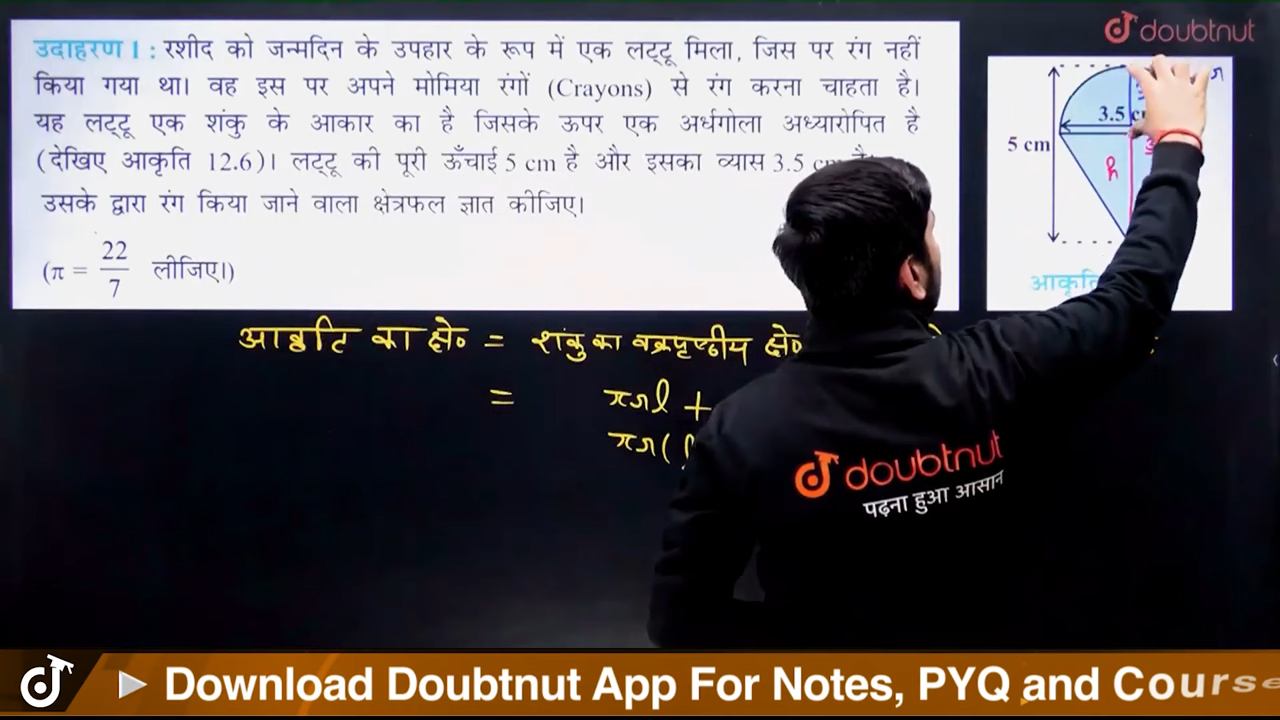 doubtnut
उदाहरण 1 : रशीद को जन्मदिन के उपहार के रूप में एक लट्टू मिला, जिस पर रंग नहीं
किया गया था। वह इस पर अपने मोमिया रंगों (Crayons) से रंग करना चाहता है।
यह लट्टू एक शंकु के आकार का है जिसके ऊपर एक अर्धगोला अध्यारोपित है
(देखिए आकृति 12.6)। लट्टू की पूरी ऊँचाई 5 cm है और इसका व्यास 3.5
उसके द्वारा रंग किया जाने वाला क्षेत्रफल ज्ञात कीजिए।
(π = 22/7 लीजिए।)
3.5
5 cm
h
आकृति
आकृति का क्षे॰ = शंकु का वक्रपृष्ठीय क्षे॰
= πrl +
πr(l
doubtnut
पढ़ना हुआ आसान
Download Doubtnut App For Notes, PYQ and Course